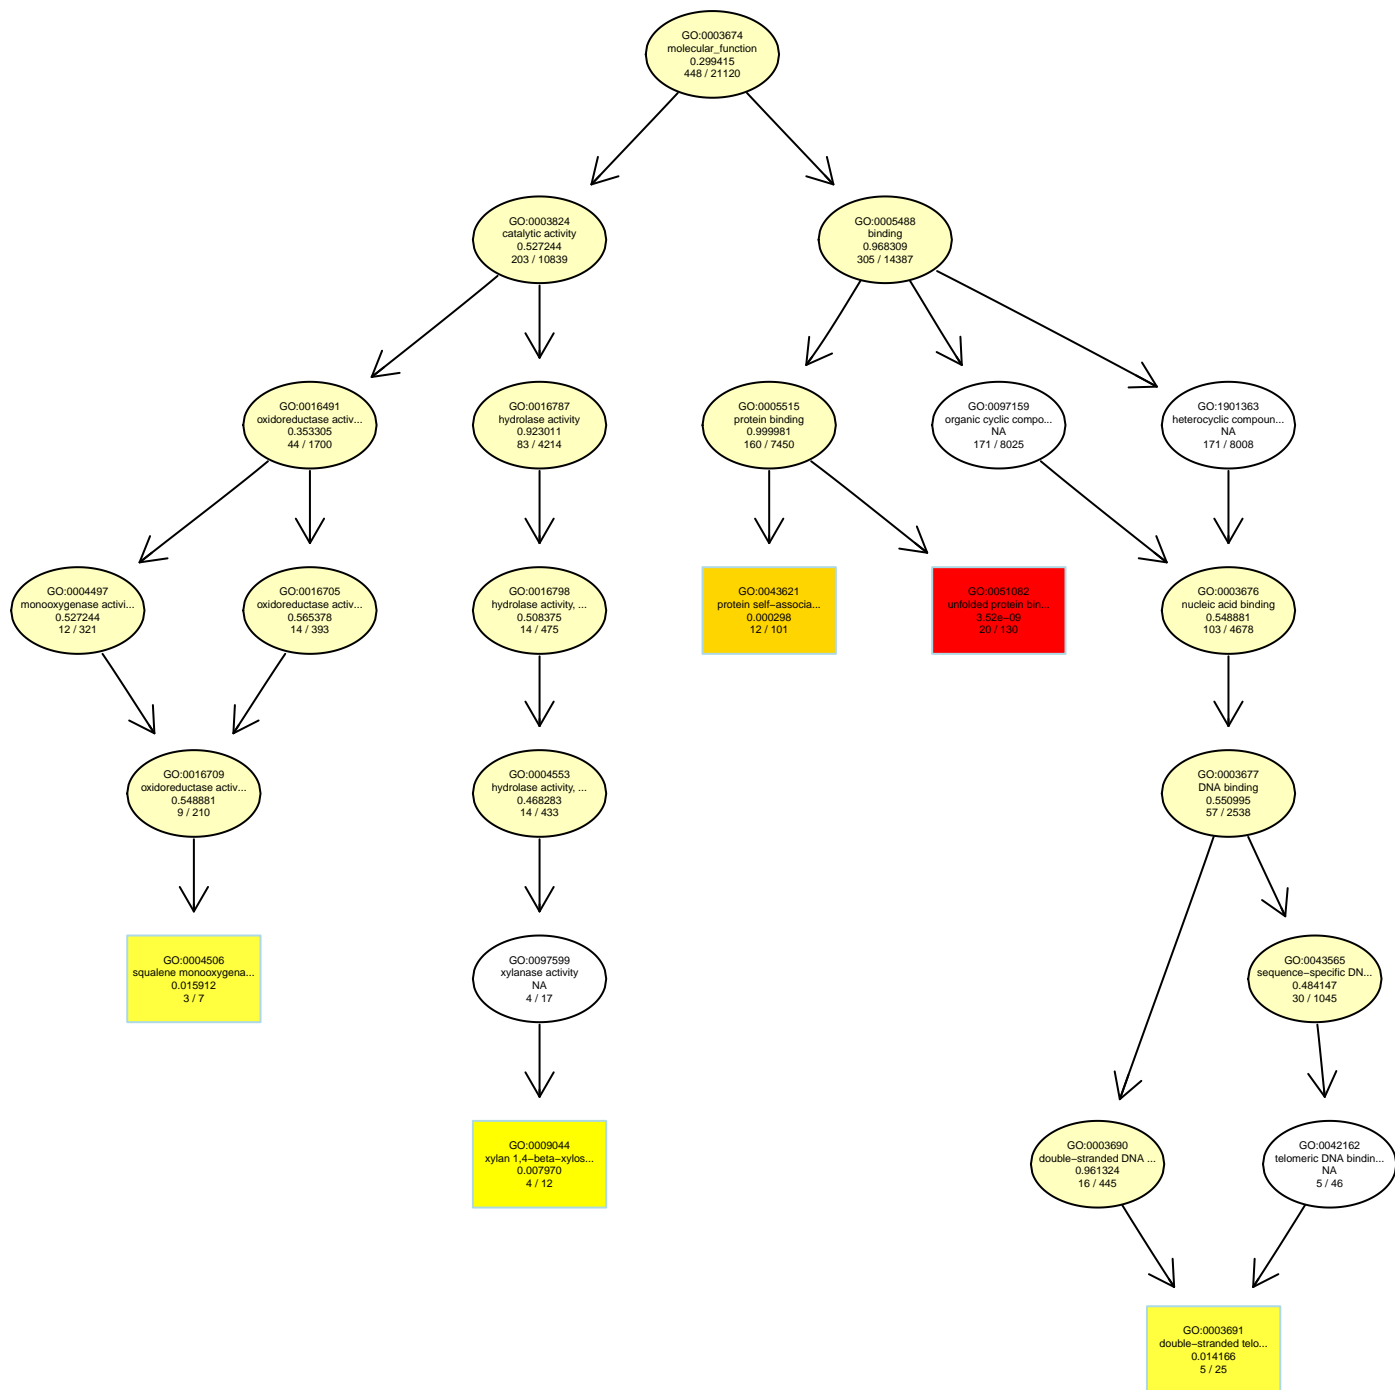 GO:0003674
molecular_function
0.299415
448 / 21120
GO:0003824
catalytic activity
0.527244
203 / 10839
GO:0005488
binding
0.968309
305 / 14387
GO:0016491
oxidoreductase activ...
0.353305
44 / 1700
GO:0016787
hydrolase activity
0.923011
83 / 4214
GO:0005515
protein binding
0.999981
160 / 7450
GO:0097159
organic cyclic compo...
NA
171 / 8025
GO:1901363
heterocyclic compoun...
NA
171 / 8008
GO:0004497
monooxygenase activi...
0.527244
12 / 321
GO:0016705
oxidoreductase activ...
0.565378
14 / 393
GO:0016798
hydrolase activity, ...
0.508375
14 / 475
GO:0043621
protein self−associa...
0.000298
12 / 101
GO:0051082
unfolded protein bin...
3.52e−09
20 / 130
GO:0003676
nucleic acid binding
0.548881
103 / 4678
GO:0016709
oxidoreductase activ...
0.548881
9 / 210
GO:0004553
hydrolase activity, ...
0.468283
14 / 433
GO:0003677
DNA binding
0.550995
57 / 2538
GO:0004506
squalene monooxygena...
0.015912
3 / 7
GO:0097599
xylanase activity
NA
4 / 17
GO:0043565
sequence−specific DN...
0.484147
30 / 1045
GO:0009044
xylan 1,4−beta−xylos...
0.007970
4 / 12
GO:0003690
double−stranded DNA ...
0.961324
16 / 445
GO:0042162
telomeric DNA bindin...
NA
5 / 46
GO:0003691
double−stranded telo...
0.014166
5 / 25